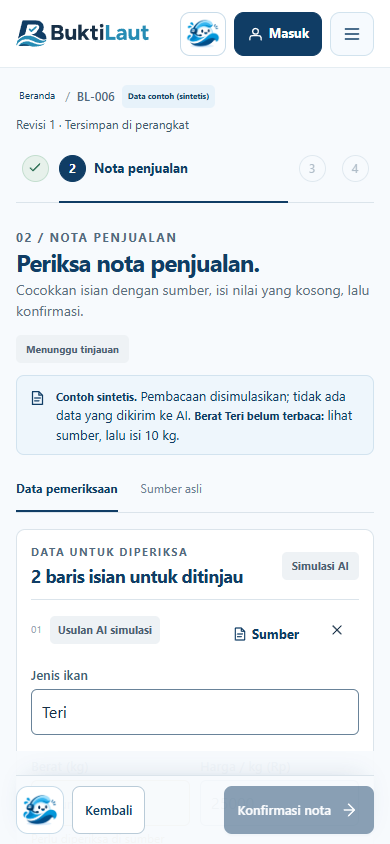 BuktiLaut
Masuk
Beranda / BL-006 Data contoh (sintetis)
Revisi 1 · Tersimpan di perangkat
2 Nota penjualan 3 4
02 / NOTA PENJUALAN
Periksa nota penjualan.
Cocokkan isian dengan sumber, isi nilai yang kosong, lalu
konfirmasi.
Menunggu tinjauan
Contoh sintetis. Pembacaan disimulasikan; tidak ada
data yang dikirim ke AI. Berat Teri belum terbaca: lihat
sumber, lalu isi 10 kg.
Data pemeriksaan Sumber asli
DATA UNTUK DIPERIKSA
2 baris isian untuk ditinjau
Simulasi AI
01 Usulan AI simulasi Sumber
Jenis ikan
Teri
Kembali Konfirmasi nota